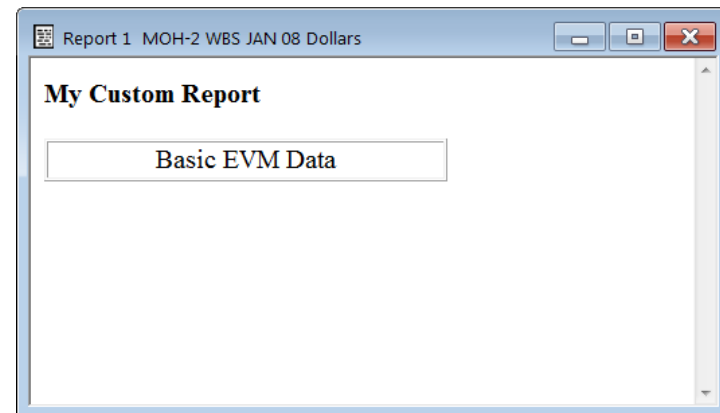 Report 1 MOH-2 WBS JAN 08 Dollars
My Custom Report
Basic EVM Data